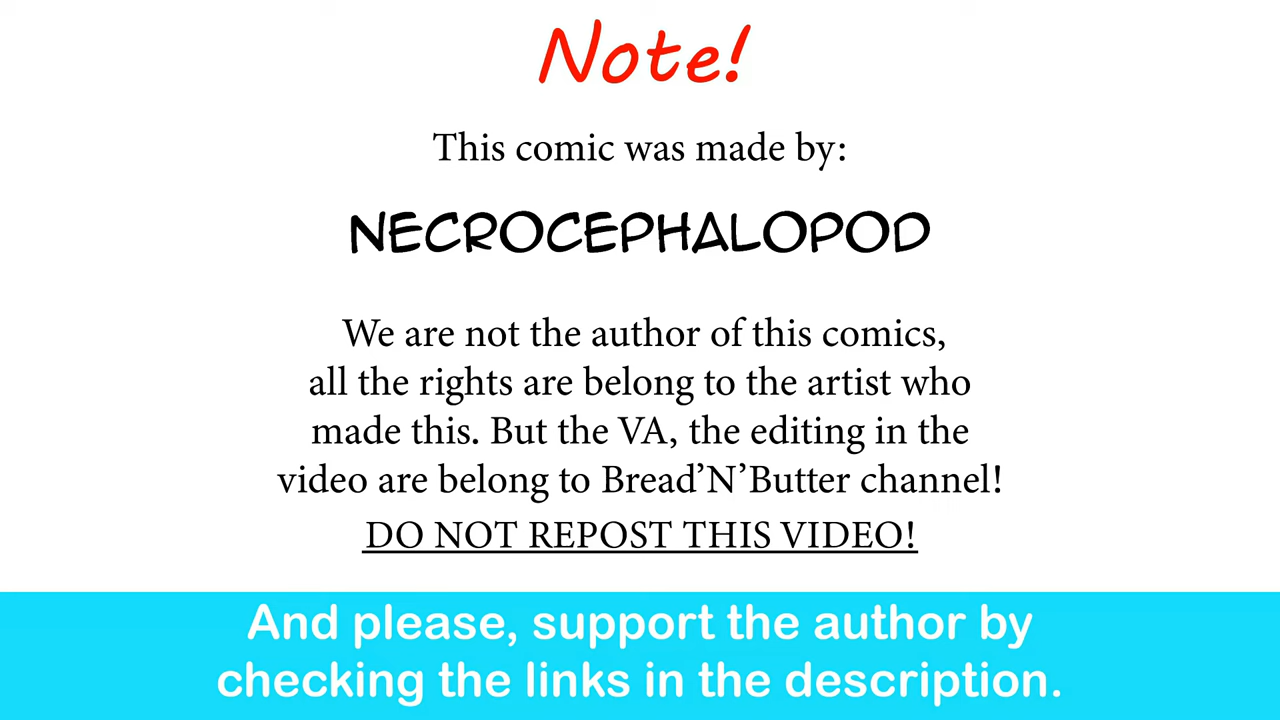 Note!
This comic was made by:
NECROCEPHALOPOD
We are not the author of this comics,
all the rights are belong to the artist who
made this. But the VA, the editing in the
video are belong to Bread’N’Butter channel!
DO NOT REPOST THIS VIDEO!
And please, support the author by
checking the links in the description.